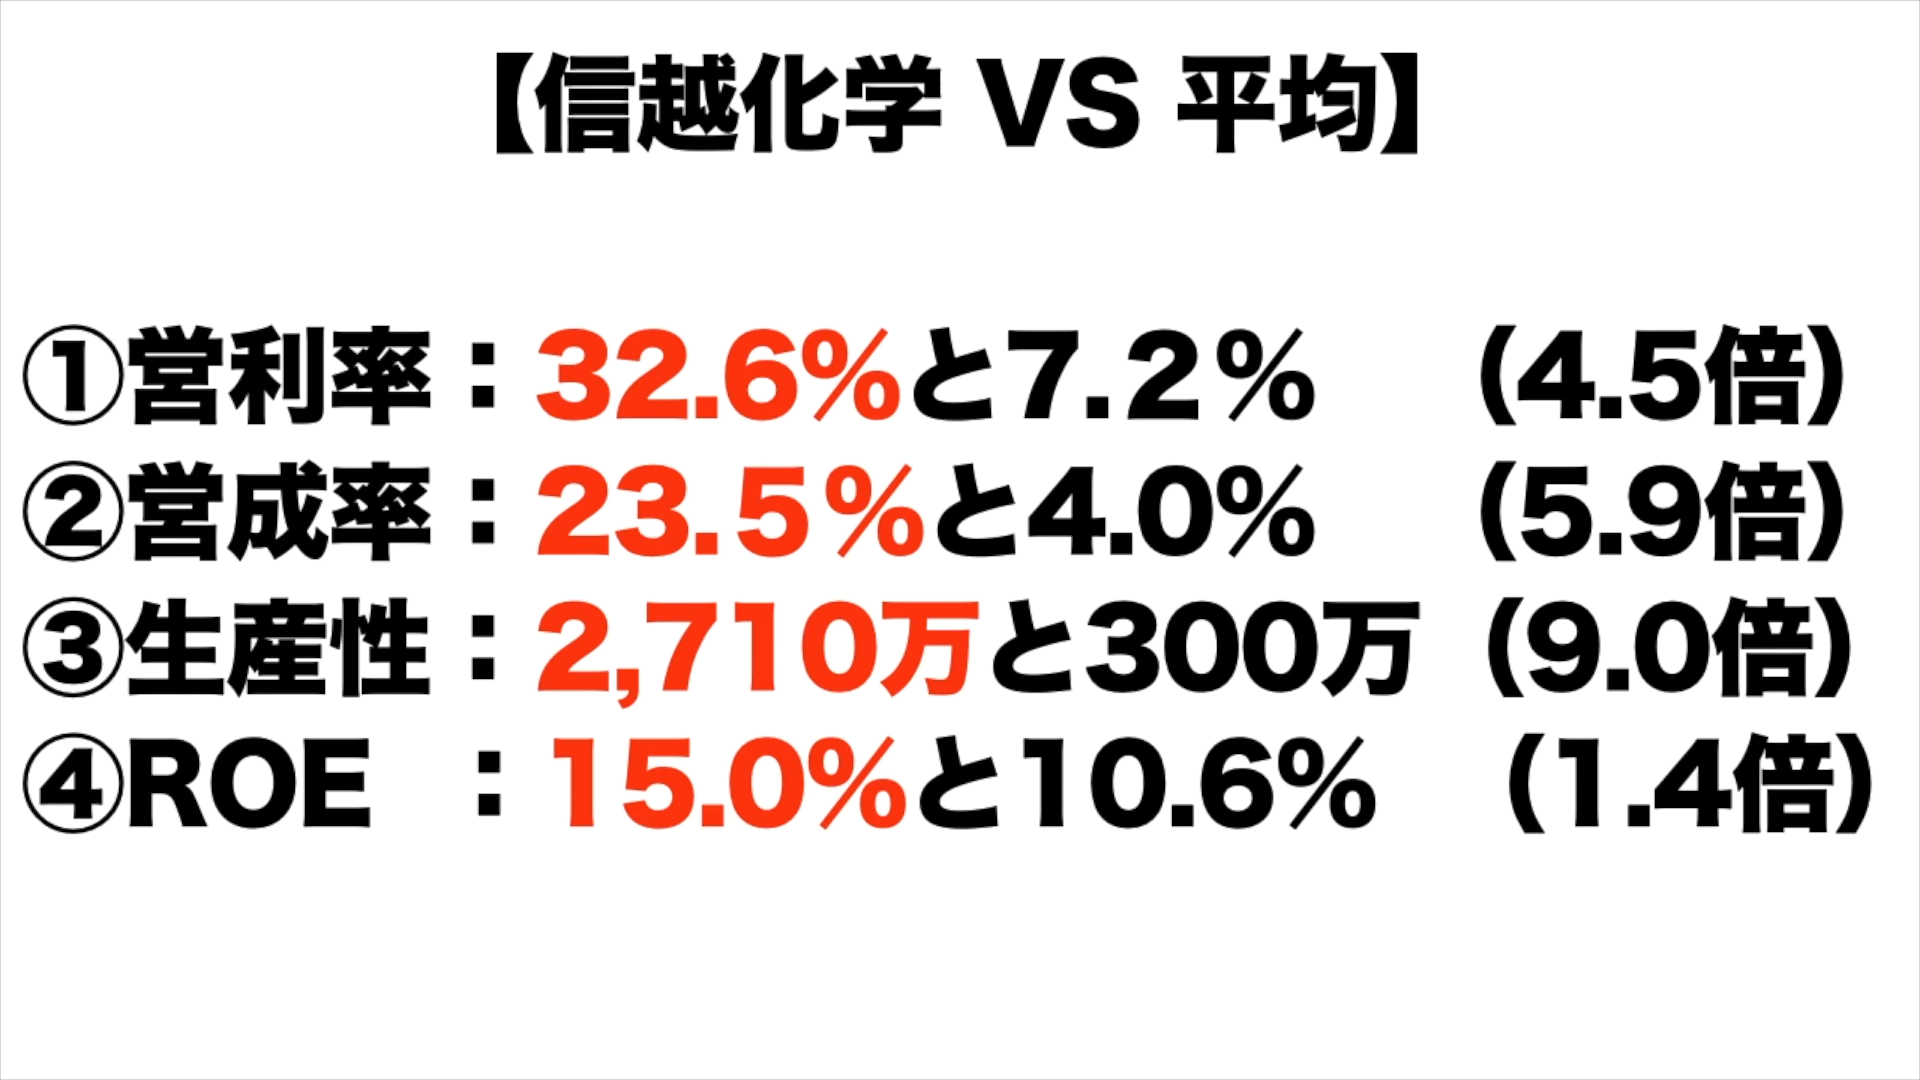 【信越化学 VS 平均】
①営利率：32.6%と7.2％ （4.5倍）
②営成率：23.5％と4.0% （5.9倍）
③生産性：2,710万と300万（9.0倍）
④ROE ：15.0%と10.6% （1.4倍）